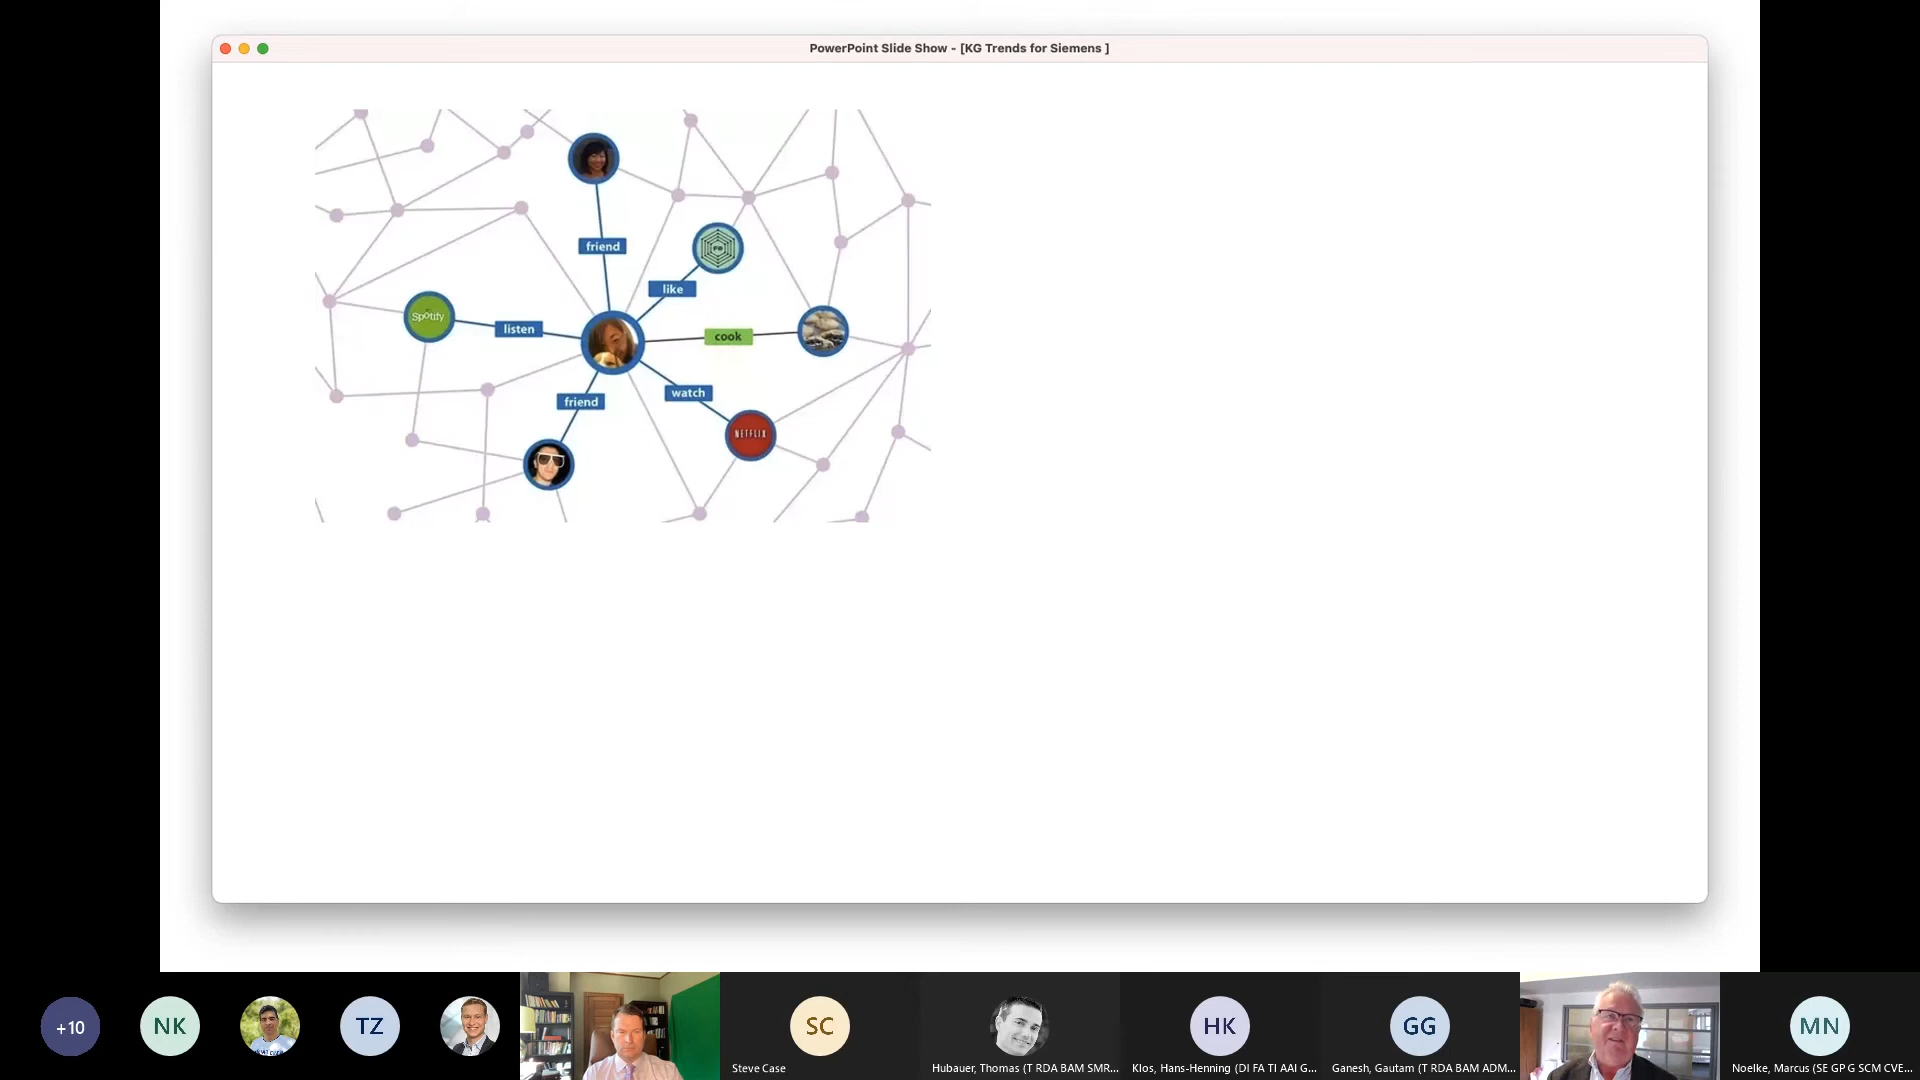 PowerPoint Slide Show - [KG Trends for Siemens ]
friend
like
Spotify
listen
cook
watch
friend
NETFLIX
+10
NK
TZ
SC
HK
GG
MN
Steve Case
Hubauer, Thomas (T RDA BAM SMR...
Klos, Hans-Henning (DI FA TI AAI G...
Ganesh, Gautam (T RDA BAM ADM...
Noelke, Marcus (SE GP G SCM CVE...